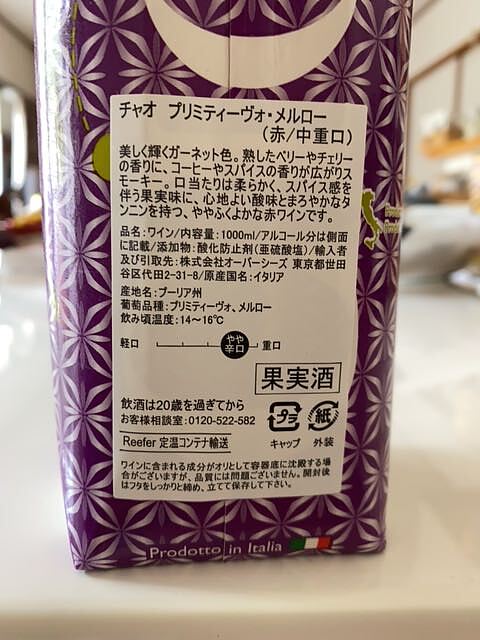 チャオ プリミティーヴォ・メルロー
（赤/中重口）
美しく輝くガーネット色。熟したベリーやチェリー
の香りに、コーヒーやスパイスの香りが広がりス
モーキー。口当たりは柔らかく、スパイス感を
伴う果実味に、心地よい酸味とまろやかなタ
ンニンを持つ、ややふくよかな赤ワインです。
品名：ワイン/内容量：1000ml/アルコール分は側面
に記載/添加物：酸化防止剤（亜硫酸塩）/輸入者
及び引取先：株式会社オーバーシーズ 東京都世田
谷区代田2-31-8/原産国名：イタリア
産地名：プーリア州
葡萄品種：プリミティーヴォ、メルロー
飲み頃温度：14～16℃
軽口 やや辛口 重口
果実酒
飲酒は20歳を過ぎてから
お客様相談室：0120-522-582
プラ 紙
キャップ 外装
Reefer 定温コンテナ輸送
ワインに含まれる成分がオリとして容器底に沈殿する場
合がございますが、品質には問題ございません。開封後
はフタをしっかりと締め、立てて保存して下さい。
Prodotto in Italia